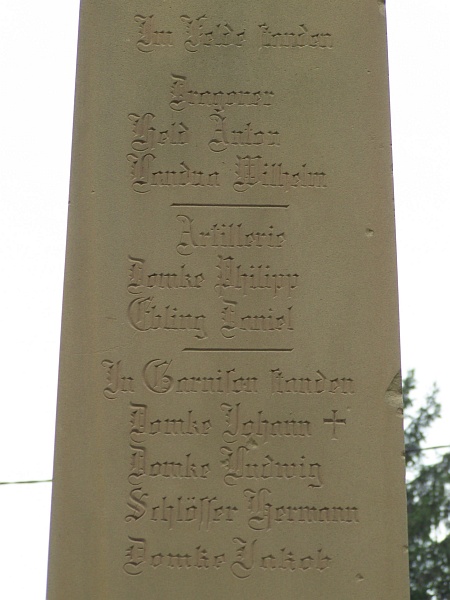 Im Felde standen
Dragoner
Held Anton
Landua Wilhelm
Artillerie
Domke Philipp
Ebling Daniel
In Garnison standen
Domke Johann ✝
Domke Ludwig
Schlösser Hermann
Domke Jakob